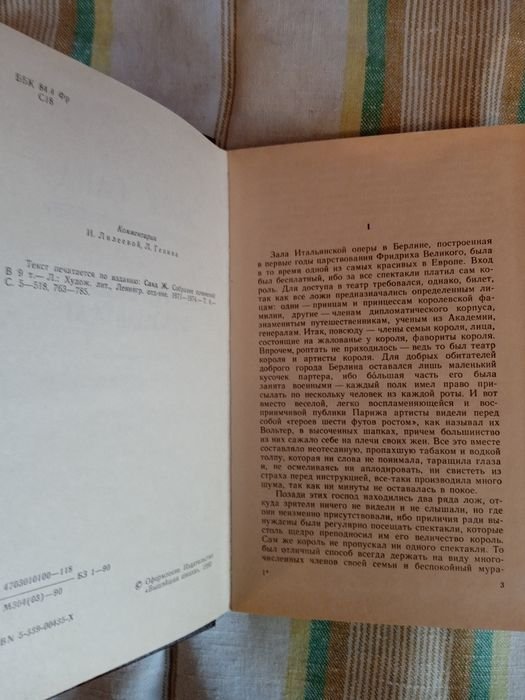 ББК 84.4 Фр
С18
Комментарии
И. Лилеевой, Л. Генина
Текст печатается по изданию: Санд Ж. Собрание сочинений.
В 9 т.— Л.: Худож. лит., Ленингр. отд-ние, 1971—1974.— Т.
С. 5—518, 763—785.
4703010100—118
М304(03)—90
БЗ 1—90
© Оформление. Издательство
«Вышэйшая школа», 1990
BN 5-339-00435-X
I
Зала Итальянской оперы в Берлине, построенная
в первые годы царствования Фридриха Великого, была
в то время одной из самых красивых в Европе. Вход
был бесплатный, ибо за все спектакли платил сам ко-
роль. Для доступа в театр требовался, однако, билет,
так как все ложи предназначались определенным ли-
цам: одни — принцам и принцессам королевской фа-
милии, другие — членам дипломатического корпуса,
знаменитым путешественникам, ученым из Академии,
генералам. Итак, повсюду — члены семьи короля, лица,
состоящие на жалованье у короля, фавориты короля.
Впрочем, роптать не приходилось — ведь то был театр
короля и артисты короля. Для добрых обитателей
доброго города Берлина оставался лишь маленький
кусочек партера, ибо бо́льшая часть его была
занята военными — каждый полк имел право при-
сылать по нескольку человек из каждой роты. И вот
вместо веселой, легко воспламеняющейся и вос-
приимчивой публики Парижа артисты видели перед
собой «героев шести футов ростом», как называл их
Вольтер, в высоченных шапках, причем большинство
из них сажало себе на плечи своих жен. Все это вместе
составляло неотесанную, пропахшую табаком и водкой
толпу, которая ни слова не понимала, таращила глаза
и, не осмеливаясь ни аплодировать, ни свистеть из
страха перед инструкцией, все-таки производила много
шума, так как ни минуты не оставалась в покое.
Позади этих господ находились два ряда лож, от-
куда зрители ничего не видели и не слышали, но где
они неизменно присутствовали, ибо приличия ради вы-
нуждены были регулярно посещать спектакли, которые
столь щедро преподносил им его величество король.
Сам же король не пропускал ни одного спектакля. То
был отличный способ всегда держать на виду много-
численных членов своей семьи и беспокойный мура-
1*
3